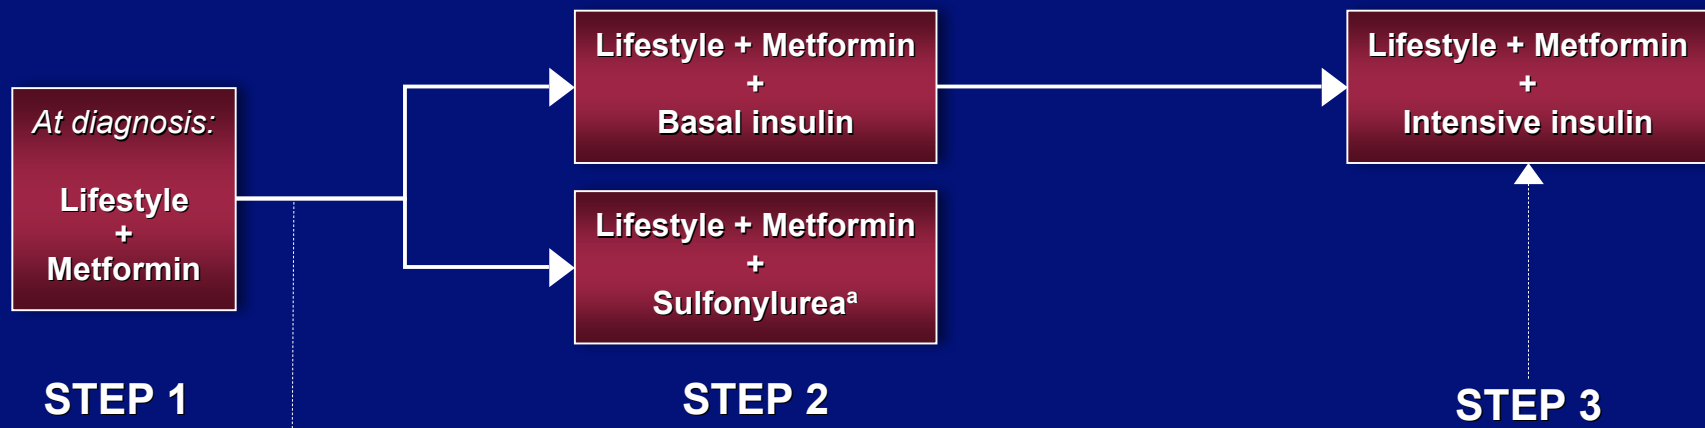 At diagnosis:
Lifestyle
+
Metformin
STEP 1
Lifestyle + Metformin
+
Basal insulin
Lifestyle + Metformin
+
Sulfonylureaᵃ
STEP 2
Lifestyle + Metformin
+
Intensive insulin
STEP 3